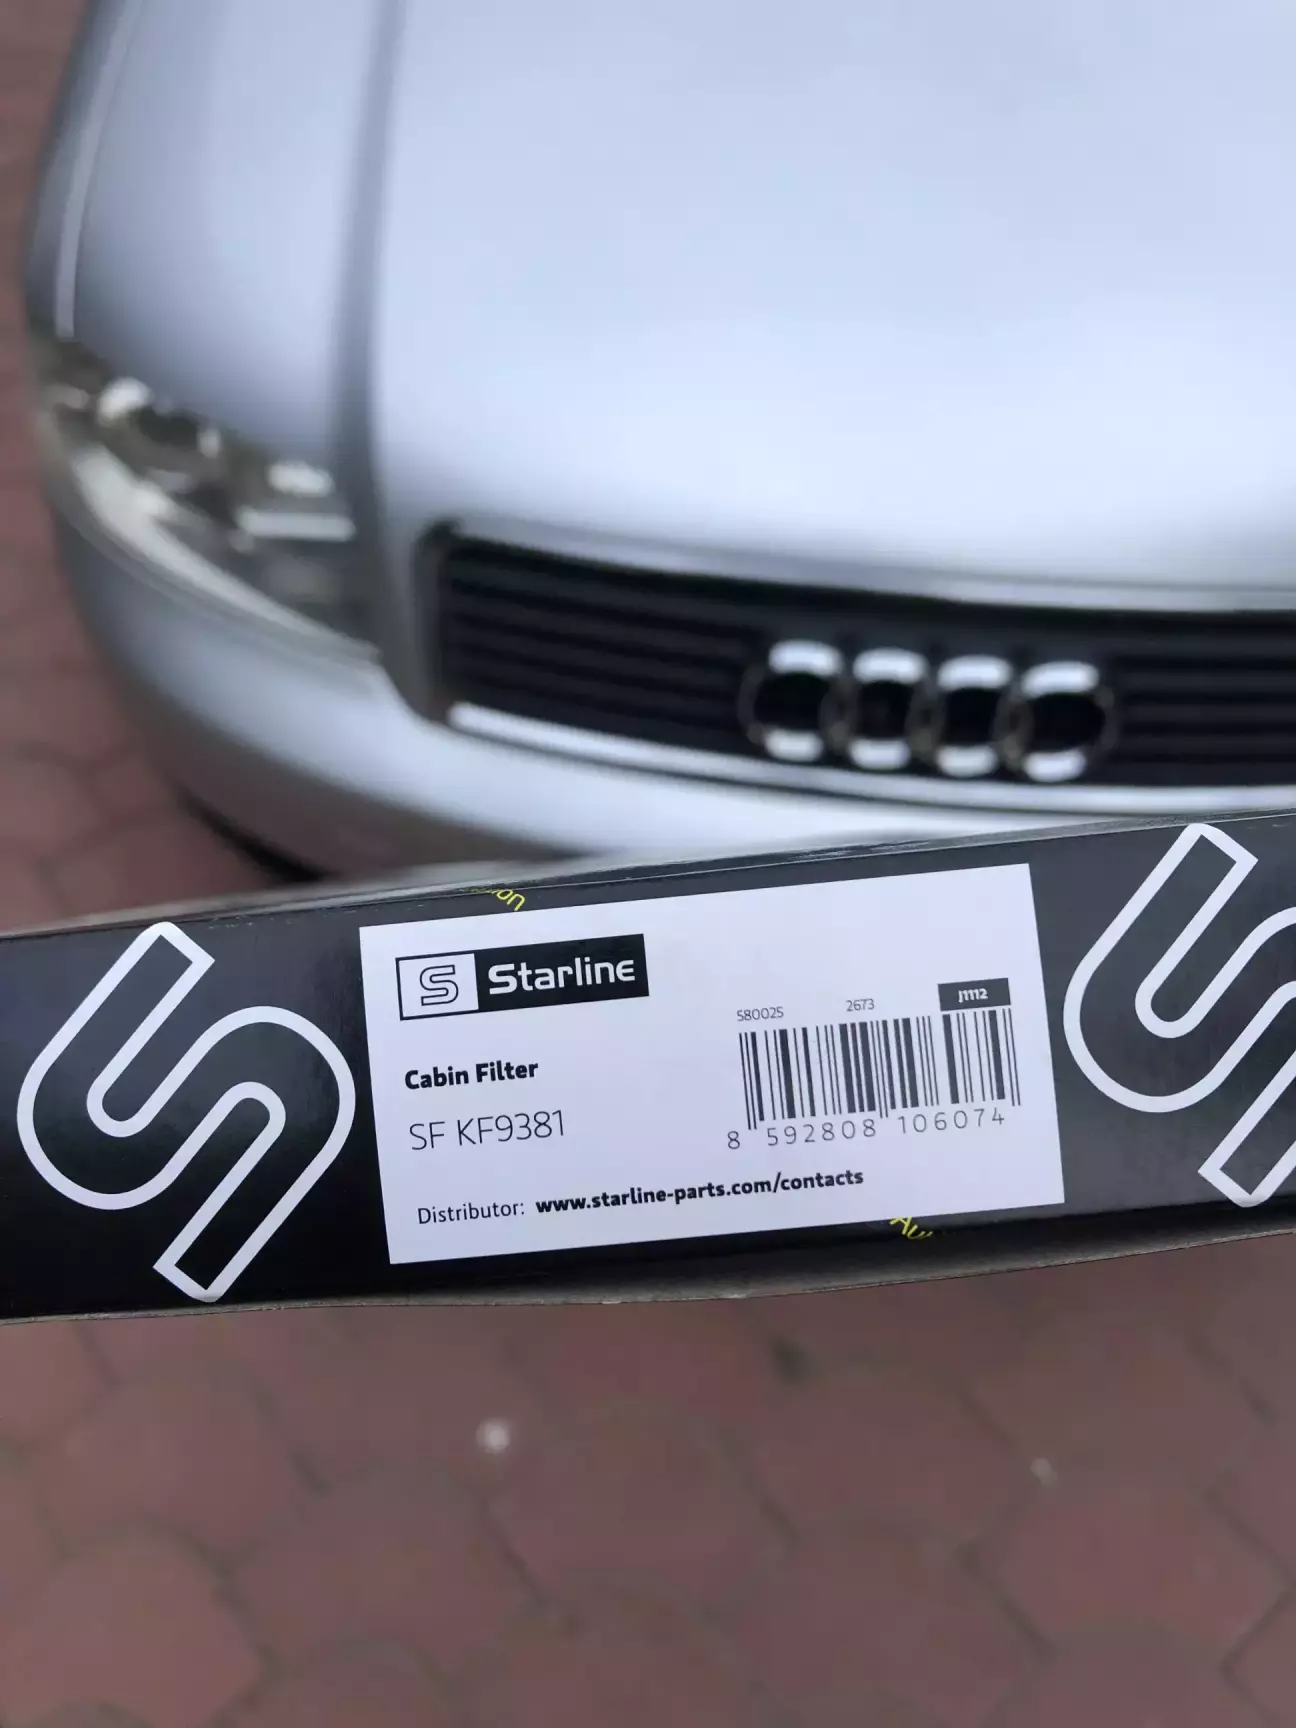 S Starline
Cabin Filter
SF KF9381
Distributor: www.starline-parts.com/contacts
580025 2673 J1112
8 592808 106074